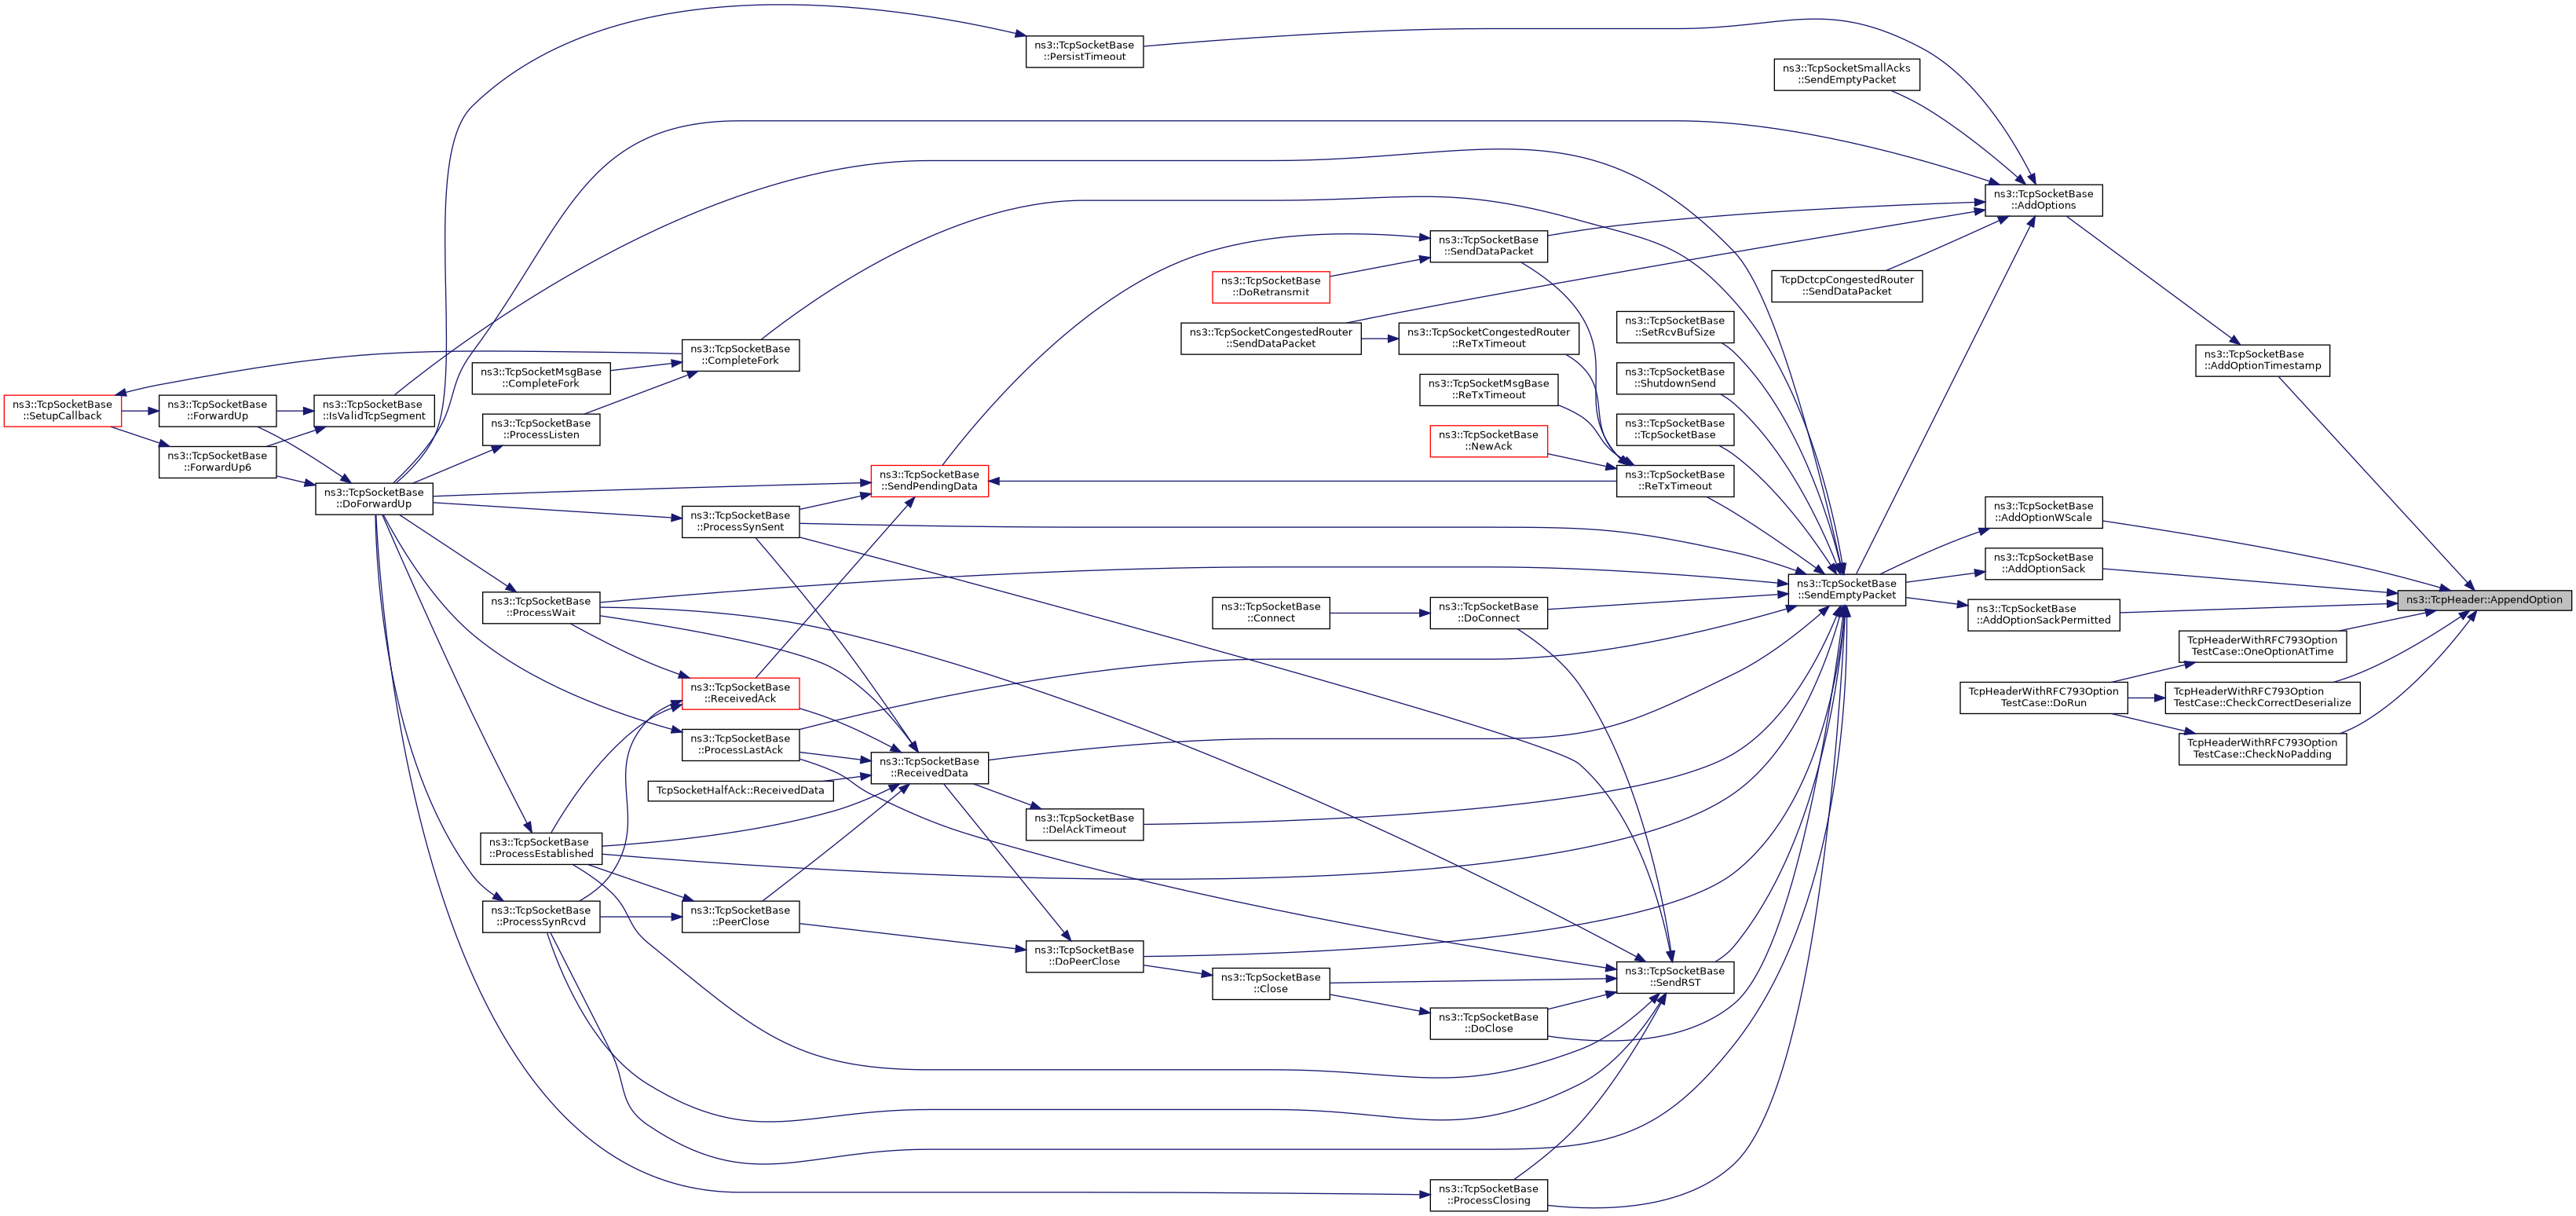 ns3::TcpSocketBase
::PersistTimeout
ns3::TcpSocketSmallAcks
::SendEmptyPacket
ns3::TcpSocketBase
::AddOptions
ns3::TcpSocketBase
::SendDataPacket
ns3::TcpSocketBase
::DoRetransmit
TcpDctcpCongestedRouter
::SendDataPacket
ns3::TcpSocketBase
::SetRcvBufSize
ns3::TcpSocketCongestedRouter
::SendDataPacket
ns3::TcpSocketCongestedRouter
::ReTxTimeout
ns3::TcpSocketBase
::CompleteFork
ns3::TcpSocketBase
::AddOptionTimestamp
ns3::TcpSocketMsgBase
::CompleteFork
ns3::TcpSocketBase
::ShutdownSend
ns3::TcpSocketMsgBase
::ReTxTimeout
ns3::TcpSocketBase
::SetupCallback
ns3::TcpSocketBase
::ForwardUp
ns3::TcpSocketBase
::IsValidTcpSegment
ns3::TcpSocketBase
::ProcessListen
ns3::TcpSocketBase
::TcpSocketBase
ns3::TcpSocketBase
::NewAck
ns3::TcpSocketBase
::ForwardUp6
ns3::TcpSocketBase
::SendPendingData
ns3::TcpSocketBase
::ReTxTimeout
ns3::TcpSocketBase
::DoForwardUp
ns3::TcpSocketBase
::ProcessSynSent
ns3::TcpSocketBase
::AddOptionWScale
ns3::TcpSocketBase
::AddOptionSack
ns3::TcpSocketBase
::SendEmptyPacket
ns3::TcpHeader::AppendOption
ns3::TcpSocketBase
::ProcessWait
ns3::TcpSocketBase
::Connect
ns3::TcpSocketBase
::DoConnect
ns3::TcpSocketBase
::AddOptionSackPermitted
TcpHeaderWithRFC793Option
TestCase::OneOptionAtTime
ns3::TcpSocketBase
::ReceivedAck
TcpHeaderWithRFC793Option
TestCase::DoRun
TcpHeaderWithRFC793Option
TestCase::CheckCorrectDeserialize
ns3::TcpSocketBase
::ProcessLastAck
TcpHeaderWithRFC793Option
TestCase::CheckNoPadding
ns3::TcpSocketBase
::ReceivedData
TcpSocketHalfAck::ReceivedData
ns3::TcpSocketBase
::DelAckTimeout
ns3::TcpSocketBase
::ProcessEstablished
ns3::TcpSocketBase
::ProcessSynRcvd
ns3::TcpSocketBase
::PeerClose
ns3::TcpSocketBase
::DoPeerClose
ns3::TcpSocketBase
::Close
ns3::TcpSocketBase
::SendRST
ns3::TcpSocketBase
::DoClose
ns3::TcpSocketBase
::ProcessClosing